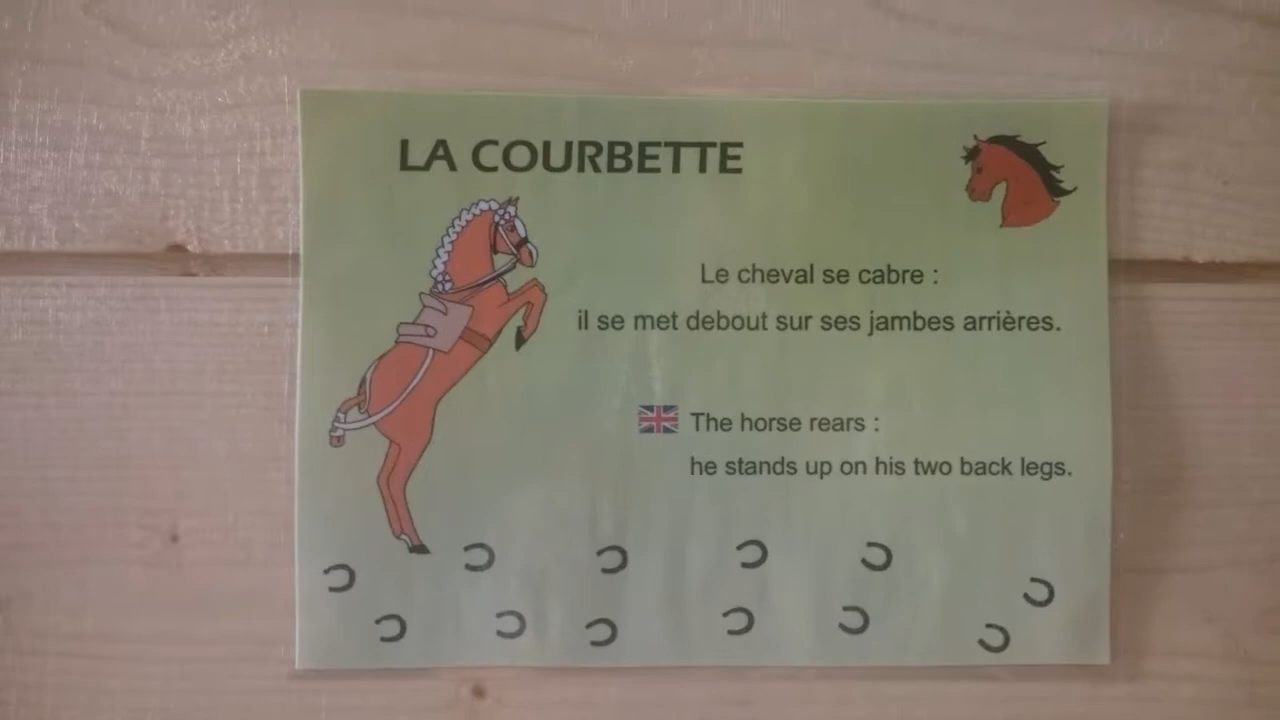 LA COURBETTE
Le cheval se cabre :
il se met debout sur ses jambes arrières.
The horse rears :
he stands up on his two back legs.